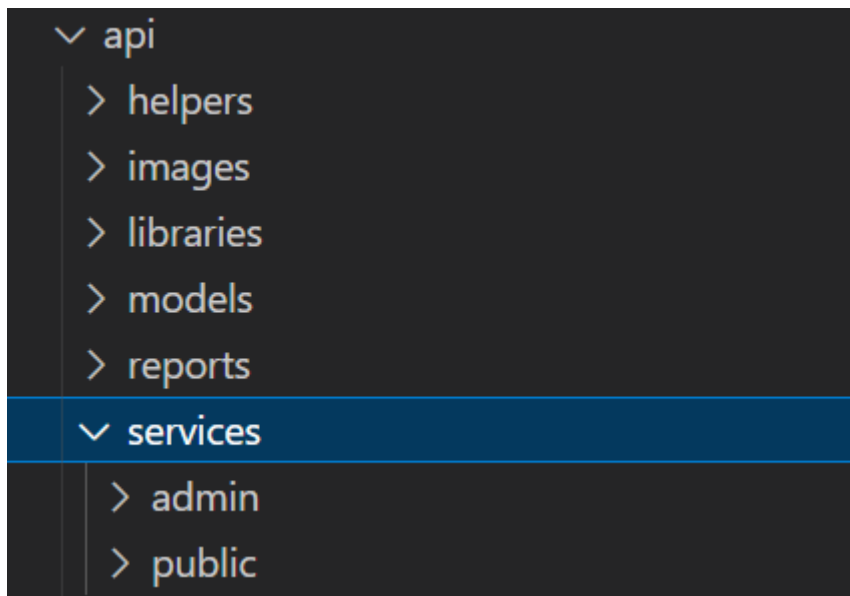 api
helpers
images
libraries
models
reports
services
admin
public